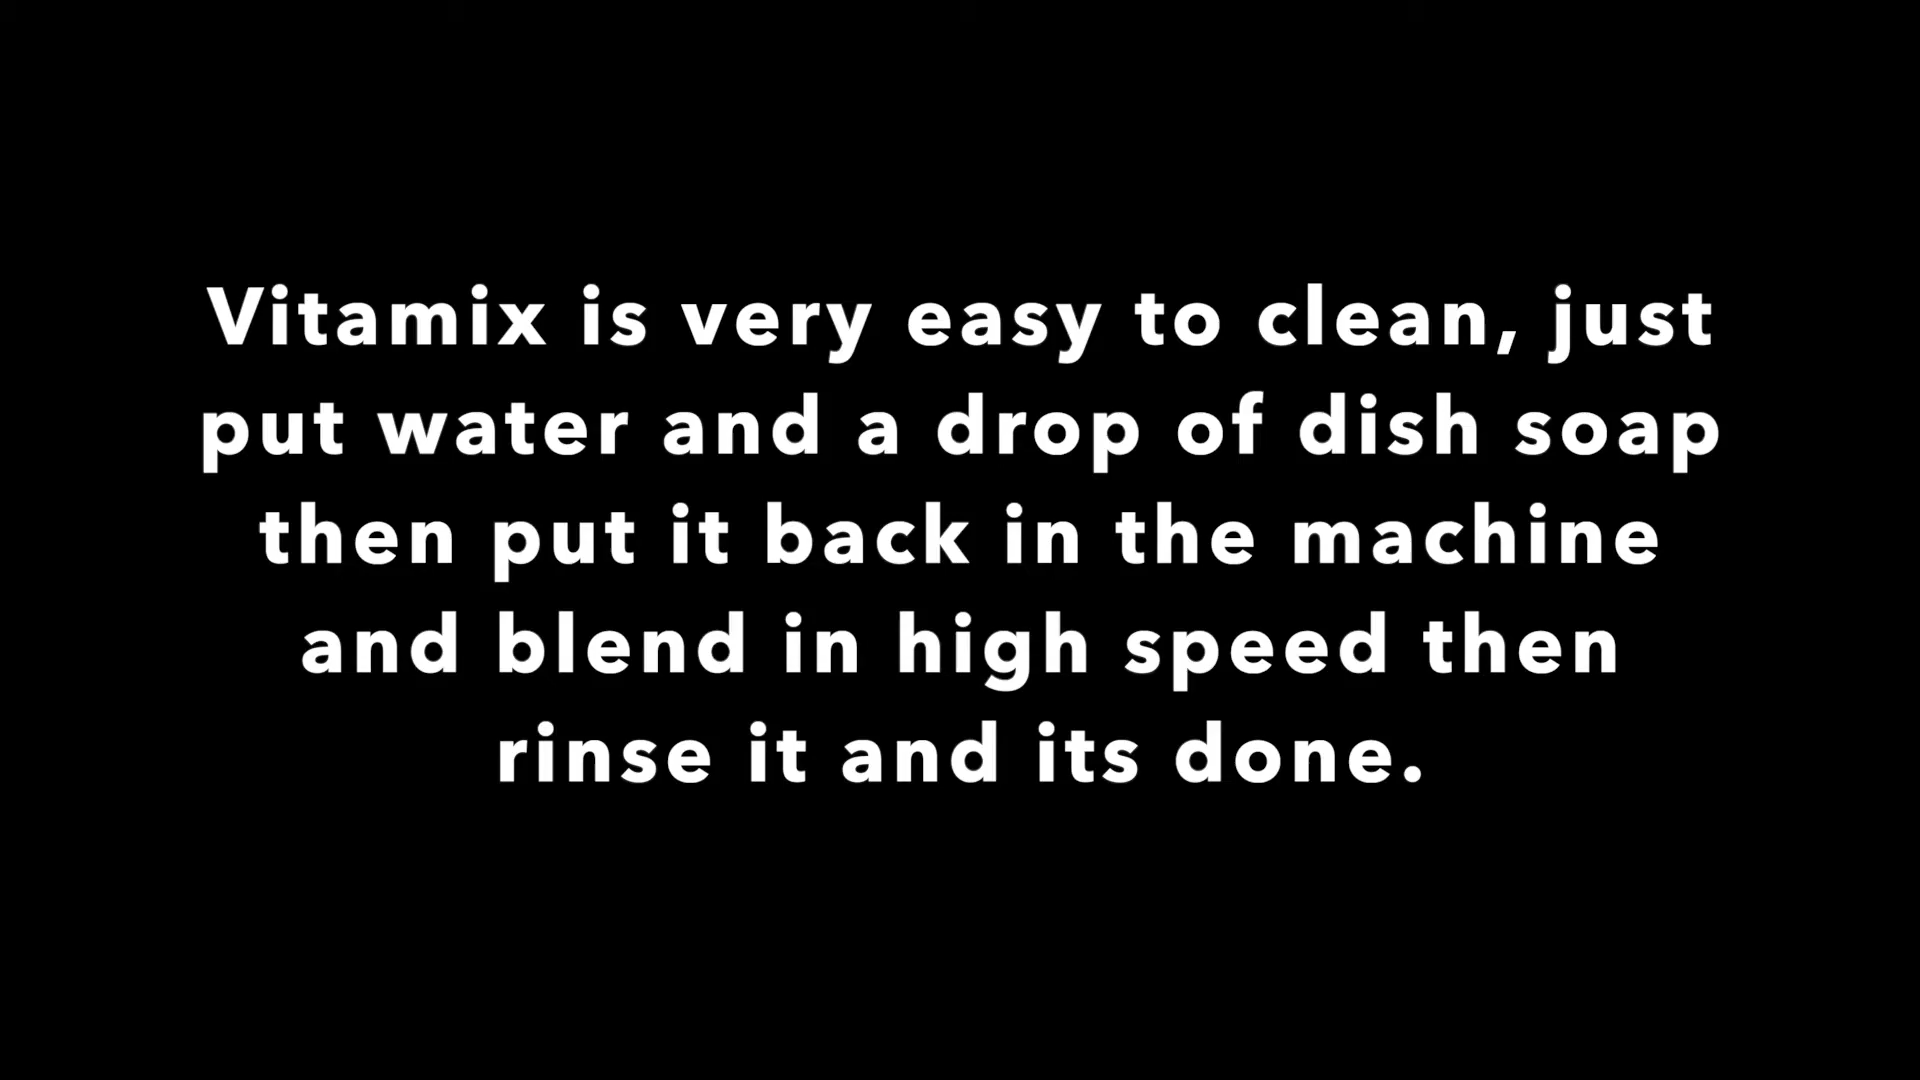 Vitamix is very easy to clean, just
put water and a drop of dish soap
then put it back in the machine
and blend in high speed then
rinse it and its done.